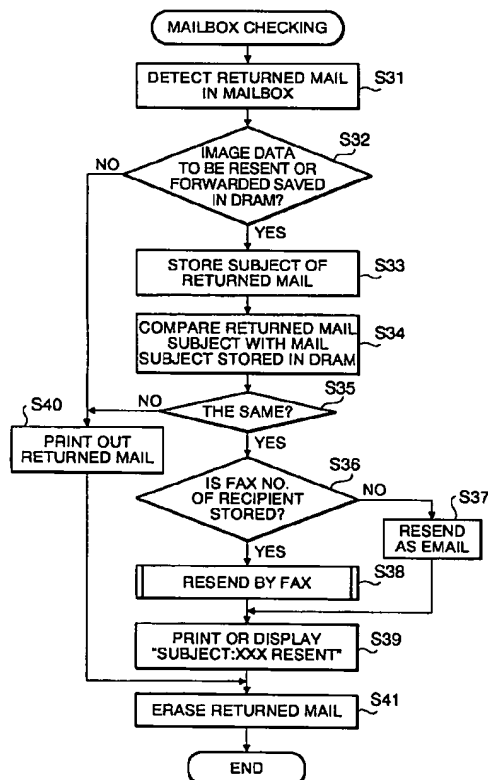 MAILBOX CHECKING
DETECT RETURNED MAIL
IN MAILBOX
S31
IMAGE DATA
TO BE RESENT OR
FORWARDED SAVED
IN DRAM?
S32
NO
YES
STORE SUBJECT OF
RETURNED MAIL
S33
COMPARE RETURNED MAIL
SUBJECT WITH MAIL
SUBJECT STORED IN DRAM
S34
THE SAME?
S35
NO
YES
S40
PRINT OUT
RETURNED MAIL
IS FAX NO.
OF RECIPIENT
STORED?
S36
NO
YES
S37
RESEND
AS EMAIL
RESEND BY FAX
S38
PRINT OR DISPLAY
"SUBJECT:XXX RESENT"
S39
ERASE RETURNED MAIL
S41
END